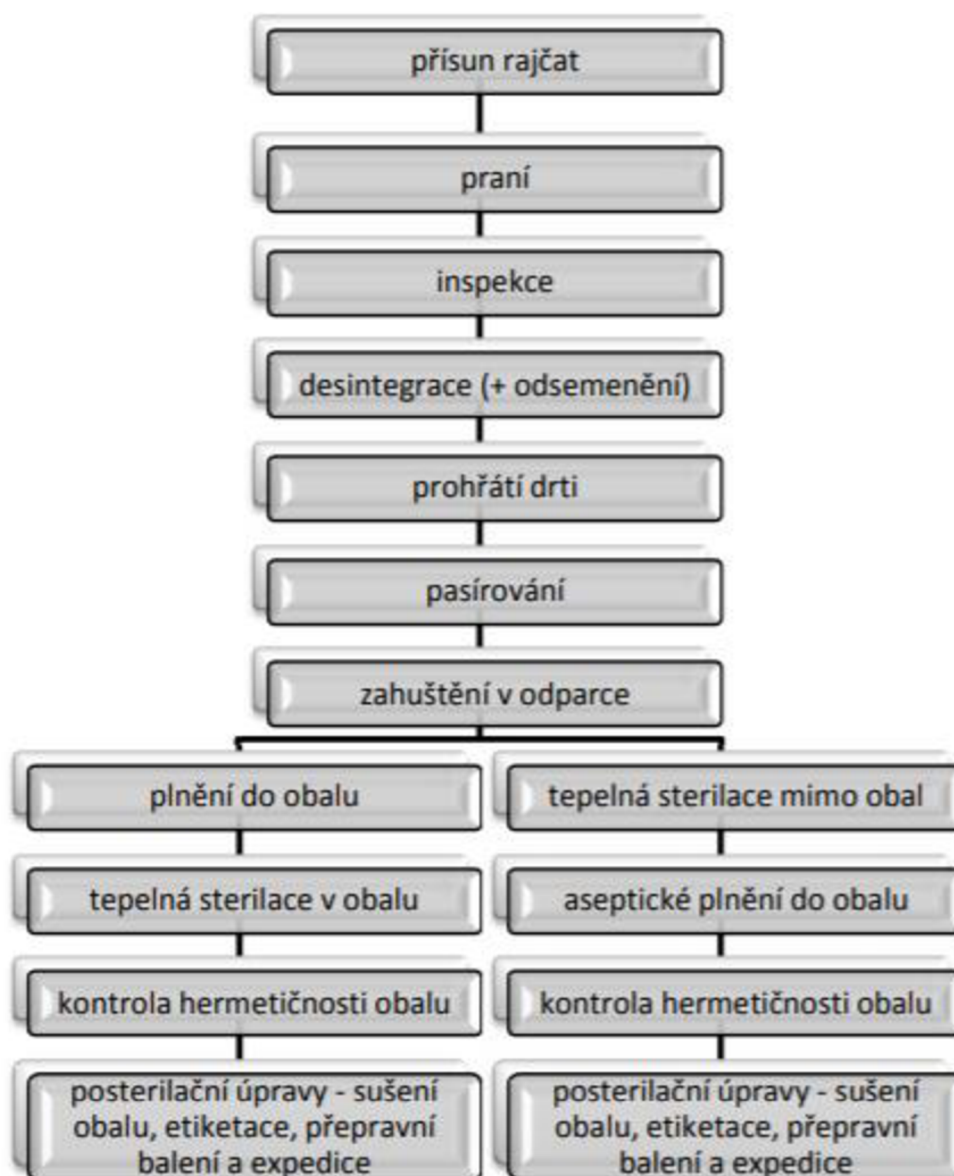 přísun rajčat
praní
inspekce
desintegrace (+ odsemenění)
prohřátí drti
pasírování
zahuštění v odparce
plnění do obalu
tepelná sterilace v obalu
kontrola hermetičnosti obalu
posterilační úpravy - sušení
obalu, etiketace, přepravní
balení a expedice
tepelná sterilace mimo obal
aseptické plnění do obalu
kontrola hermetičnosti obalu
posterilační úpravy - sušení
obalu, etiketace, přepravní
balení a expedice